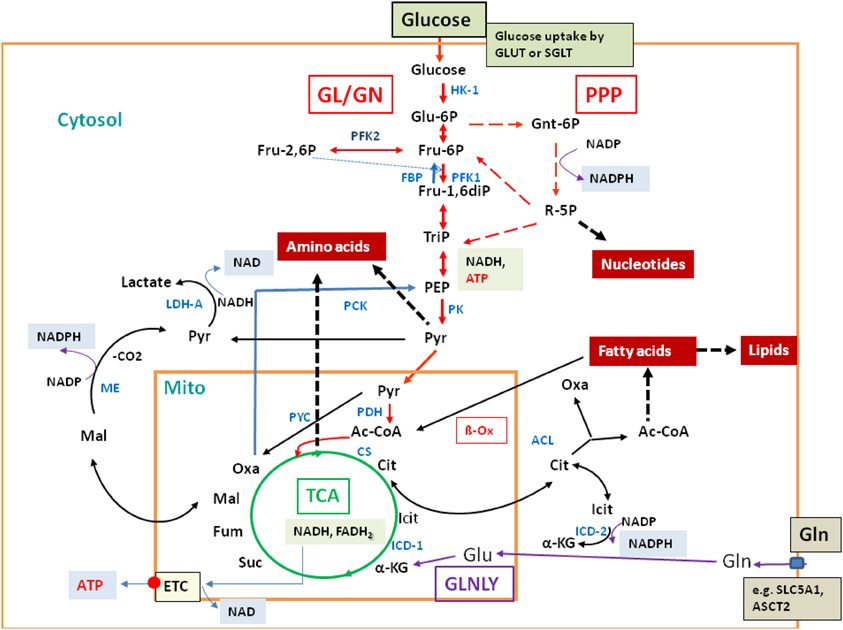 Glucose
Glucose uptake by
GLUT or SGLT
Glucose
HK-1
GL/GN
PPP
Cytosol
Glu-6P
Gnt-6P
PFK2
NADP
Fru-2,6P
Fru-6P
FBP
PFK1
NADPH
Fru-1,6diP
R-5P
TriP
Amino acids
NADH,
ATP
Nucleotides
NAD
Lactate
NADH
LDH-A
PEP
PCK
PK
NADPH
-CO2
Pyr
Pyr
Fatty acids
Lipids
NADP
ME
Mito
Pyr
Oxa
PYC
PDH
Mal
Ac-CoA
ß-Ox
ACL
Ac-CoA
CS
Oxa
Cit
Cit
TCA
Mal
Icit
Icit
NADP
Fum
NADH, FADH2
ICD-2
NADPH
α-KG
Gln
ICD-1
Suc
α-KG
Glu
Gln
GLNLY
ATP
ETC
NAD
e.g. SLC5A1,
ASCT2